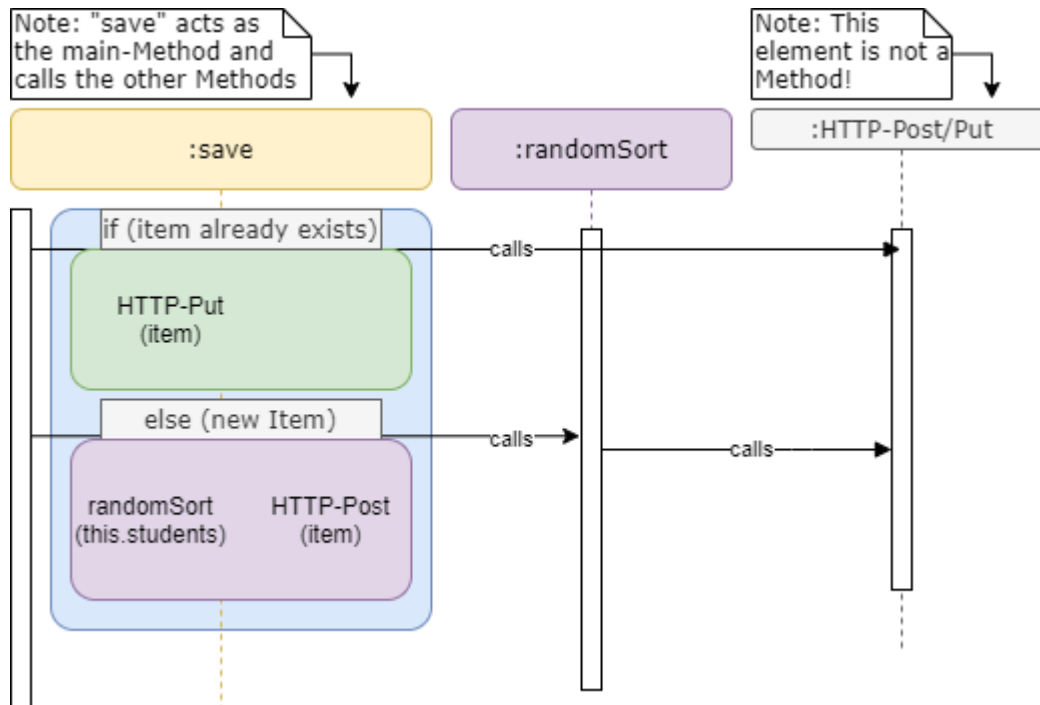 Note: "save" acts as
the main-Method and
calls the other Methods
Note: This
element is not a
Method!
:save
:randomSort
:HTTP-Post/Put
if (item already exists)
calls
HTTP-Put
(item)
else (new Item)
calls
calls
randomSort
(this.students)
HTTP-Post
(item)